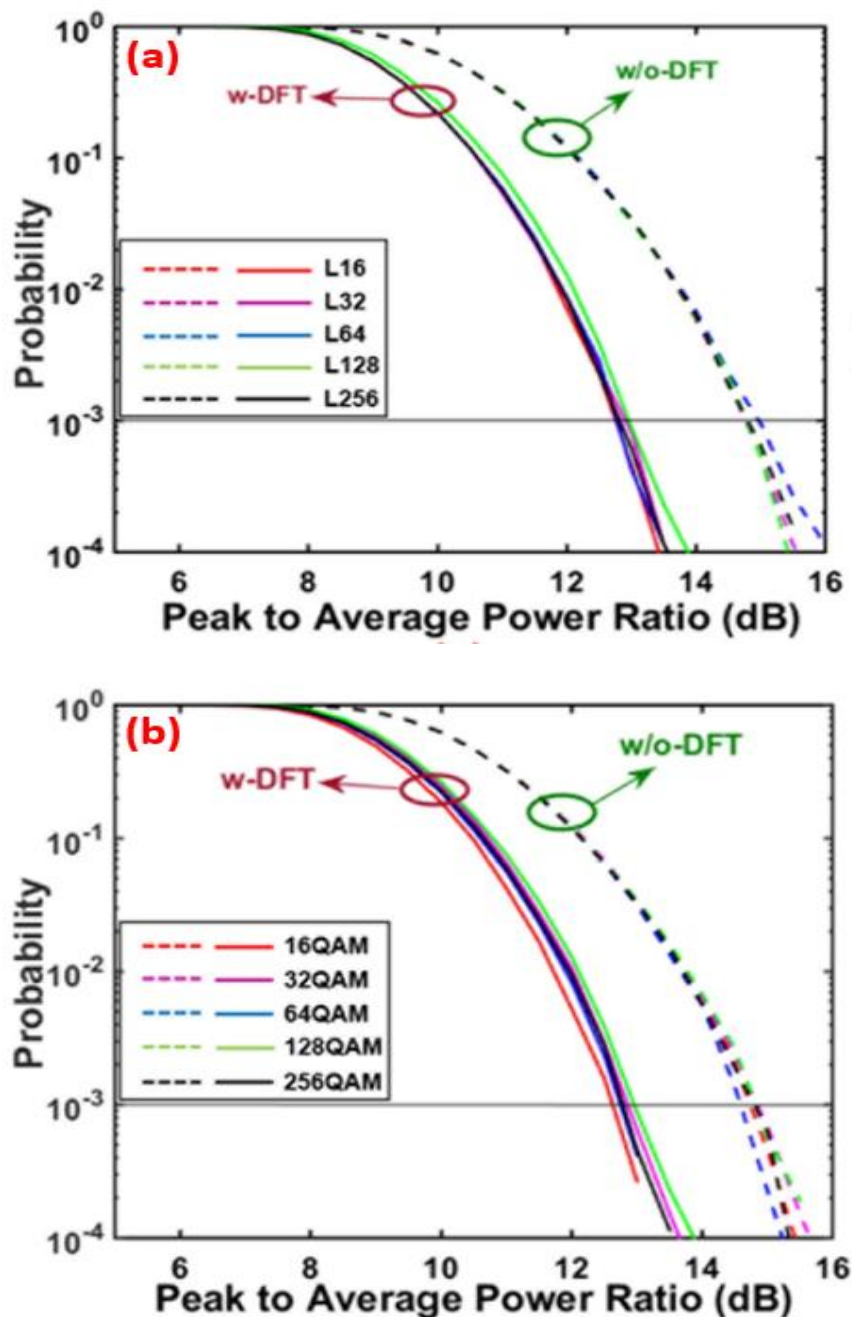 (a)
w-DFT
w/o-DFT
Probability
10^0
10^-1
10^-2
10^-3
10^-4
L16
L32
L64
L128
L256
6 8 10 12 14 16
Peak to Average Power Ratio (dB)
(b)
w-DFT
w/o-DFT
Probability
10^0
10^-1
10^-2
10^-3
10^-4
16QAM
32QAM
64QAM
128QAM
256QAM
6 8 10 12 14 16
Peak to Average Power Ratio (dB)